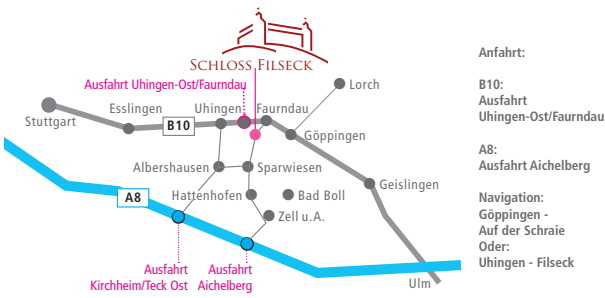 SCHLOSS FILSECK
Ausfahrt Uhingen-Ost/Faurndau
Lorch
Esslingen
Uhingen
Faurndau
Stuttgart
B10
Göppingen
Albershausen
Sparwiesen
Geislingen
A8
Hattenhofen
Bad Boll
Zell u.A.
Ausfahrt
Kirchheim/Teck Ost
Ausfahrt
Aichelberg
Ulm
Anfahrt:
B10:
Ausfahrt
Uhingen-Ost/Faurndau
A8:
Ausfahrt Aichelberg
Navigation:
Göppingen -
Auf der Schraie
Oder:
Uhingen - Filseck